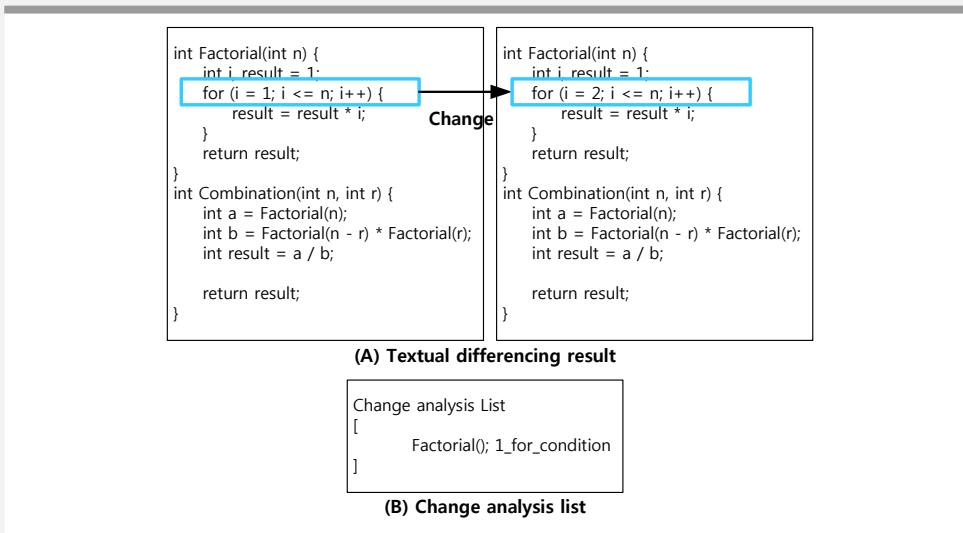 int Factorial(int n) {
int i, result = 1;
for (i = 1; i <= n; i++) {
result = result * i;
}
return result;
}
int Combination(int n, int r) {
int a = Factorial(n);
int b = Factorial(n - r) * Factorial(r);
int result = a / b;
return result;
}
Change
int Factorial(int n) {
int i, result = 1;
for (i = 2; i <= n; i++) {
result = result * i;
}
return result;
}
int Combination(int n, int r) {
int a = Factorial(n);
int b = Factorial(n - r) * Factorial(r);
int result = a / b;
return result;
}
(A) Textual differencing result
Change analysis List
[
Factorial(); 1_for_condition
]
(B) Change analysis list